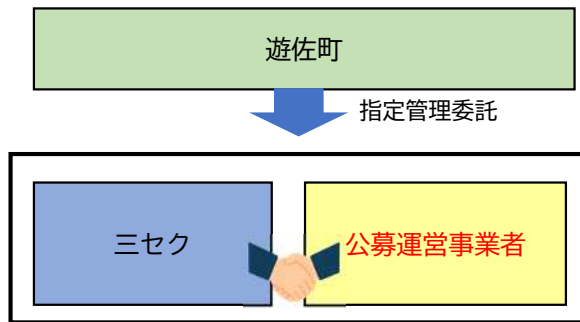 遊佐町
指定管理委託
三セク
公募運営事業者